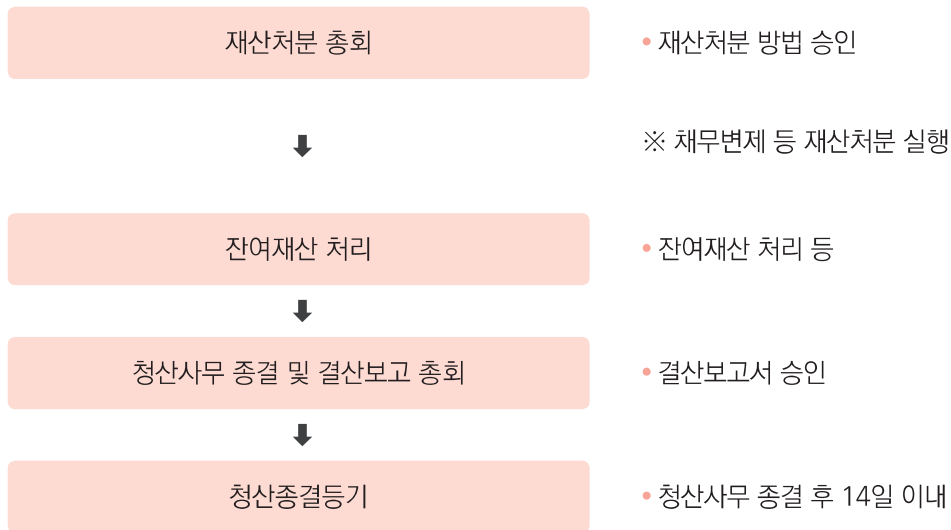 재산처분 총회
• 재산처분 방법 승인
※ 채무변제 등 재산처분 실행
잔여재산 처리
• 잔여재산 처리 등
청산사무 종결 및 결산보고 총회
• 결산보고서 승인
청산종결등기
• 청산사무 종결 후 14일 이내